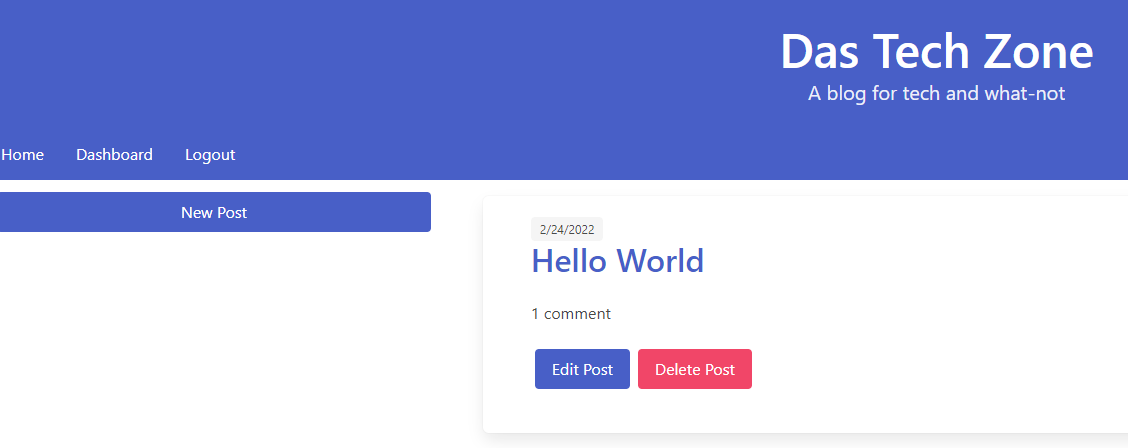 Das Tech Zone
A blog for tech and what-not
Home Dashboard Logout
New Post
2/24/2022
Hello World
1 comment
Edit Post Delete Post